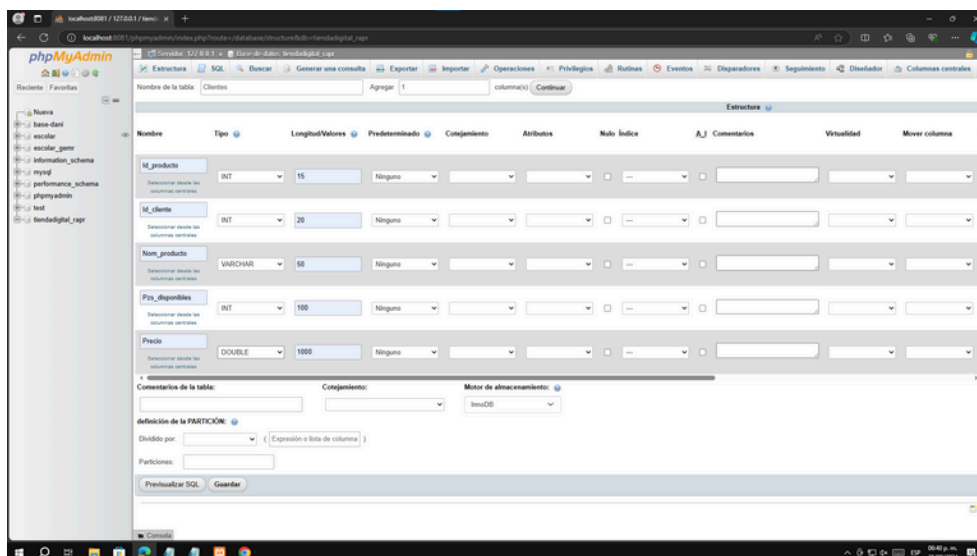 localhost:8081 / 127.0.0.1 / tiend
localhost:8081/phpmyadmin/index.php?route=/database/structure&db=tiendadigital_rapr
phpMyAdmin
Reciente Favoritas
Nueva
base-dani
escolar
escolar_gemr
information_schema
mysql
performance_schema
phpmyadmin
test
tiendadigital_rapr
Servidor: 127.0.0.1 » Base de datos: tiendadigital_rapr
Estructura SQL Buscar Generar una consulta Exportar Importar Operaciones Privilegios Rutinas Eventos Disparadores Seguimiento Diseñador Columnas centrales
Nombre de la tabla: Clientes Agregar 1 columna(s) Continuar
Estructura
Nombre Tipo Longitud/Valores Predeterminado Cotejamiento Atributos Nulo Índice A_I Comentarios Virtualidad Mover columna
Id_producto INT 15 Ninguno ---
Seleccionar desde las columnas centrales
Id_cliente INT 20 Ninguno ---
Seleccionar desde las columnas centrales
Nom_producto VARCHAR 50 Ninguno ---
Seleccionar desde las columnas centrales
Pzs_disponibles INT 100 Ninguno ---
Seleccionar desde las columnas centrales
Precio DOUBLE 1000 Ninguno ---
Seleccionar desde las columnas centrales
Comentarios de la tabla: Cotejamiento: Motor de almacenamiento:
InnoDB
definición de la PARTICIÓN:
Dividido por: ( Expresión o lista de columna )
Particiones:
Previsualizar SQL Guardar
Consola
ESP 06:40 p. m.